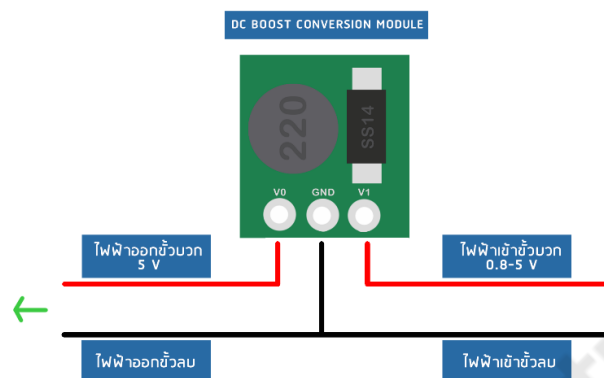 DC BOOST CONVERSION MODULE
220
SS14
V0 GND V1
ไฟฟ้าออกขั้วบวก
5 V
ไฟฟ้าเข้าขั้วบวก
0.8-5 V
ไฟฟ้าออกขั้วลบ
ไฟฟ้าเข้าขั้วลบ